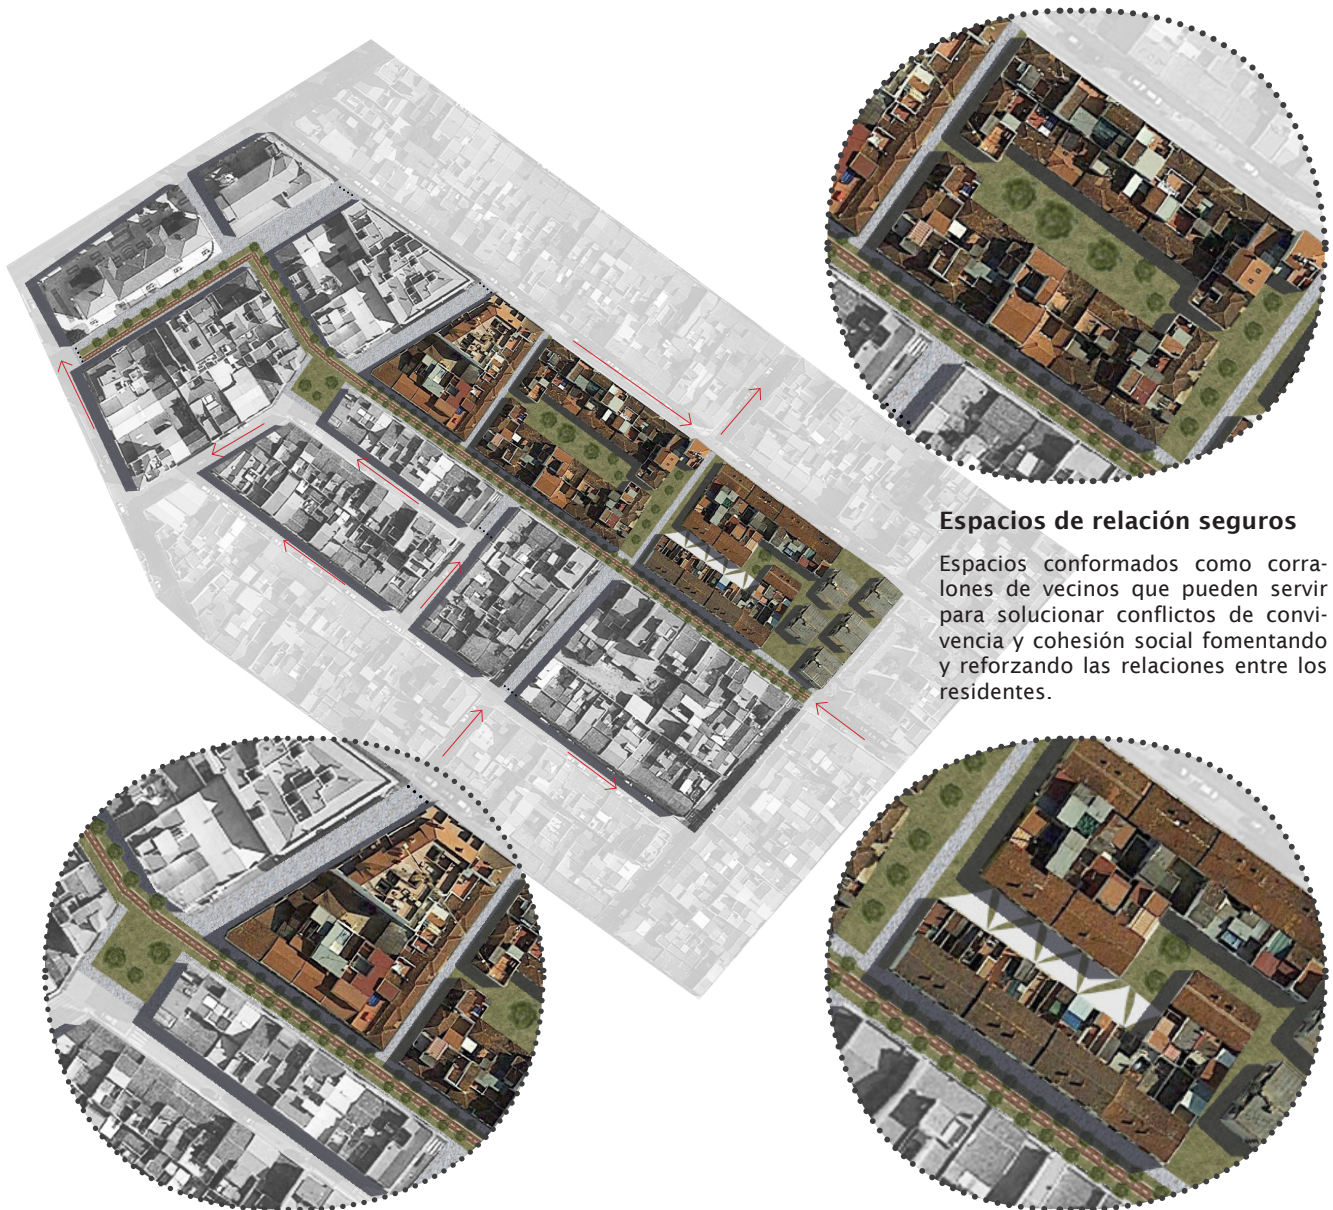 Espacios de relación seguros
Espacios conformados como corra-
lones de vecinos que pueden servir
para solucionar conflictos de convi-
vencia y cohesión social fomentando
y reforzando las relaciones entre los
residentes.